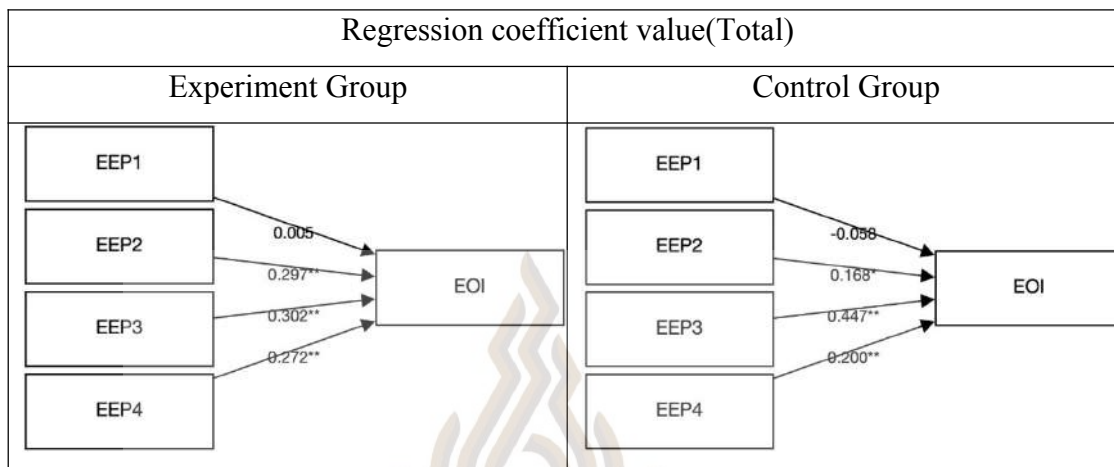 Regression coefficient value(Total)
Experiment Group
Control Group
EEP1
EEP2
EEP3
EEP4
0.005
0.297**
0.302**
0.272**
EOI
EEP1
EEP2
EEP3
EEP4
-0.058
0.168*
0.447**
0.200**
EOI